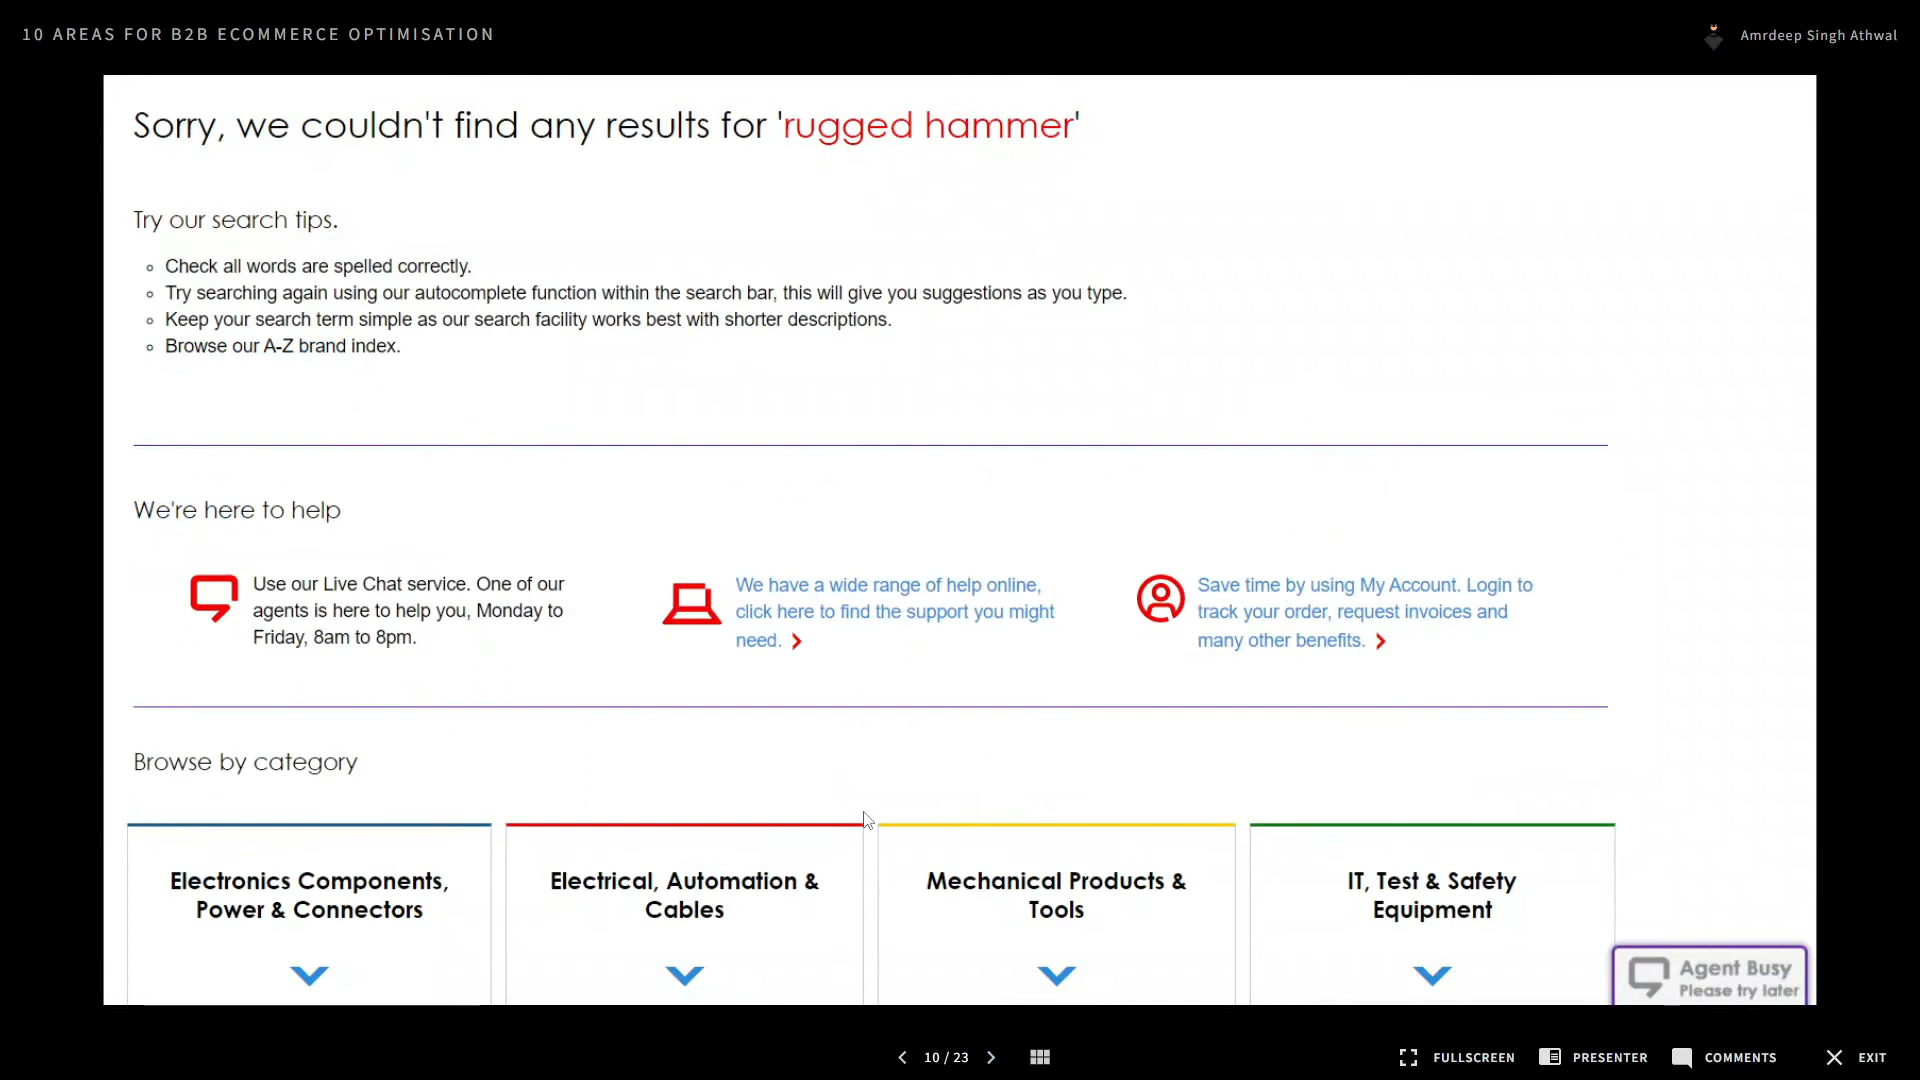 10 AREAS FOR B2B ECOMMERCE OPTIMISATION
Amrdeep Singh Athwal
Sorry, we couldn't find any results for 'rugged hammer'
Try our search tips.
Check all words are spelled correctly.
Try searching again using our autocomplete function within the search bar, this will give you suggestions as you type.
Keep your search term simple as our search facility works best with shorter descriptions.
Browse our A-Z brand index.
We're here to help
Use our Live Chat service. One of our
agents is here to help you, Monday to
Friday, 8am to 8pm.
We have a wide range of help online,
click here to find the support you might
need.
Save time by using My Account. Login to
track your order, request invoices and
many other benefits.
Browse by category
Electronics Components,
Power & Connectors
Electrical, Automation &
Cables
Mechanical Products &
Tools
IT, Test & Safety
Equipment
Agent Busy
Please try later
10 / 23
FULLSCREEN
PRESENTER
COMMENTS
EXIT